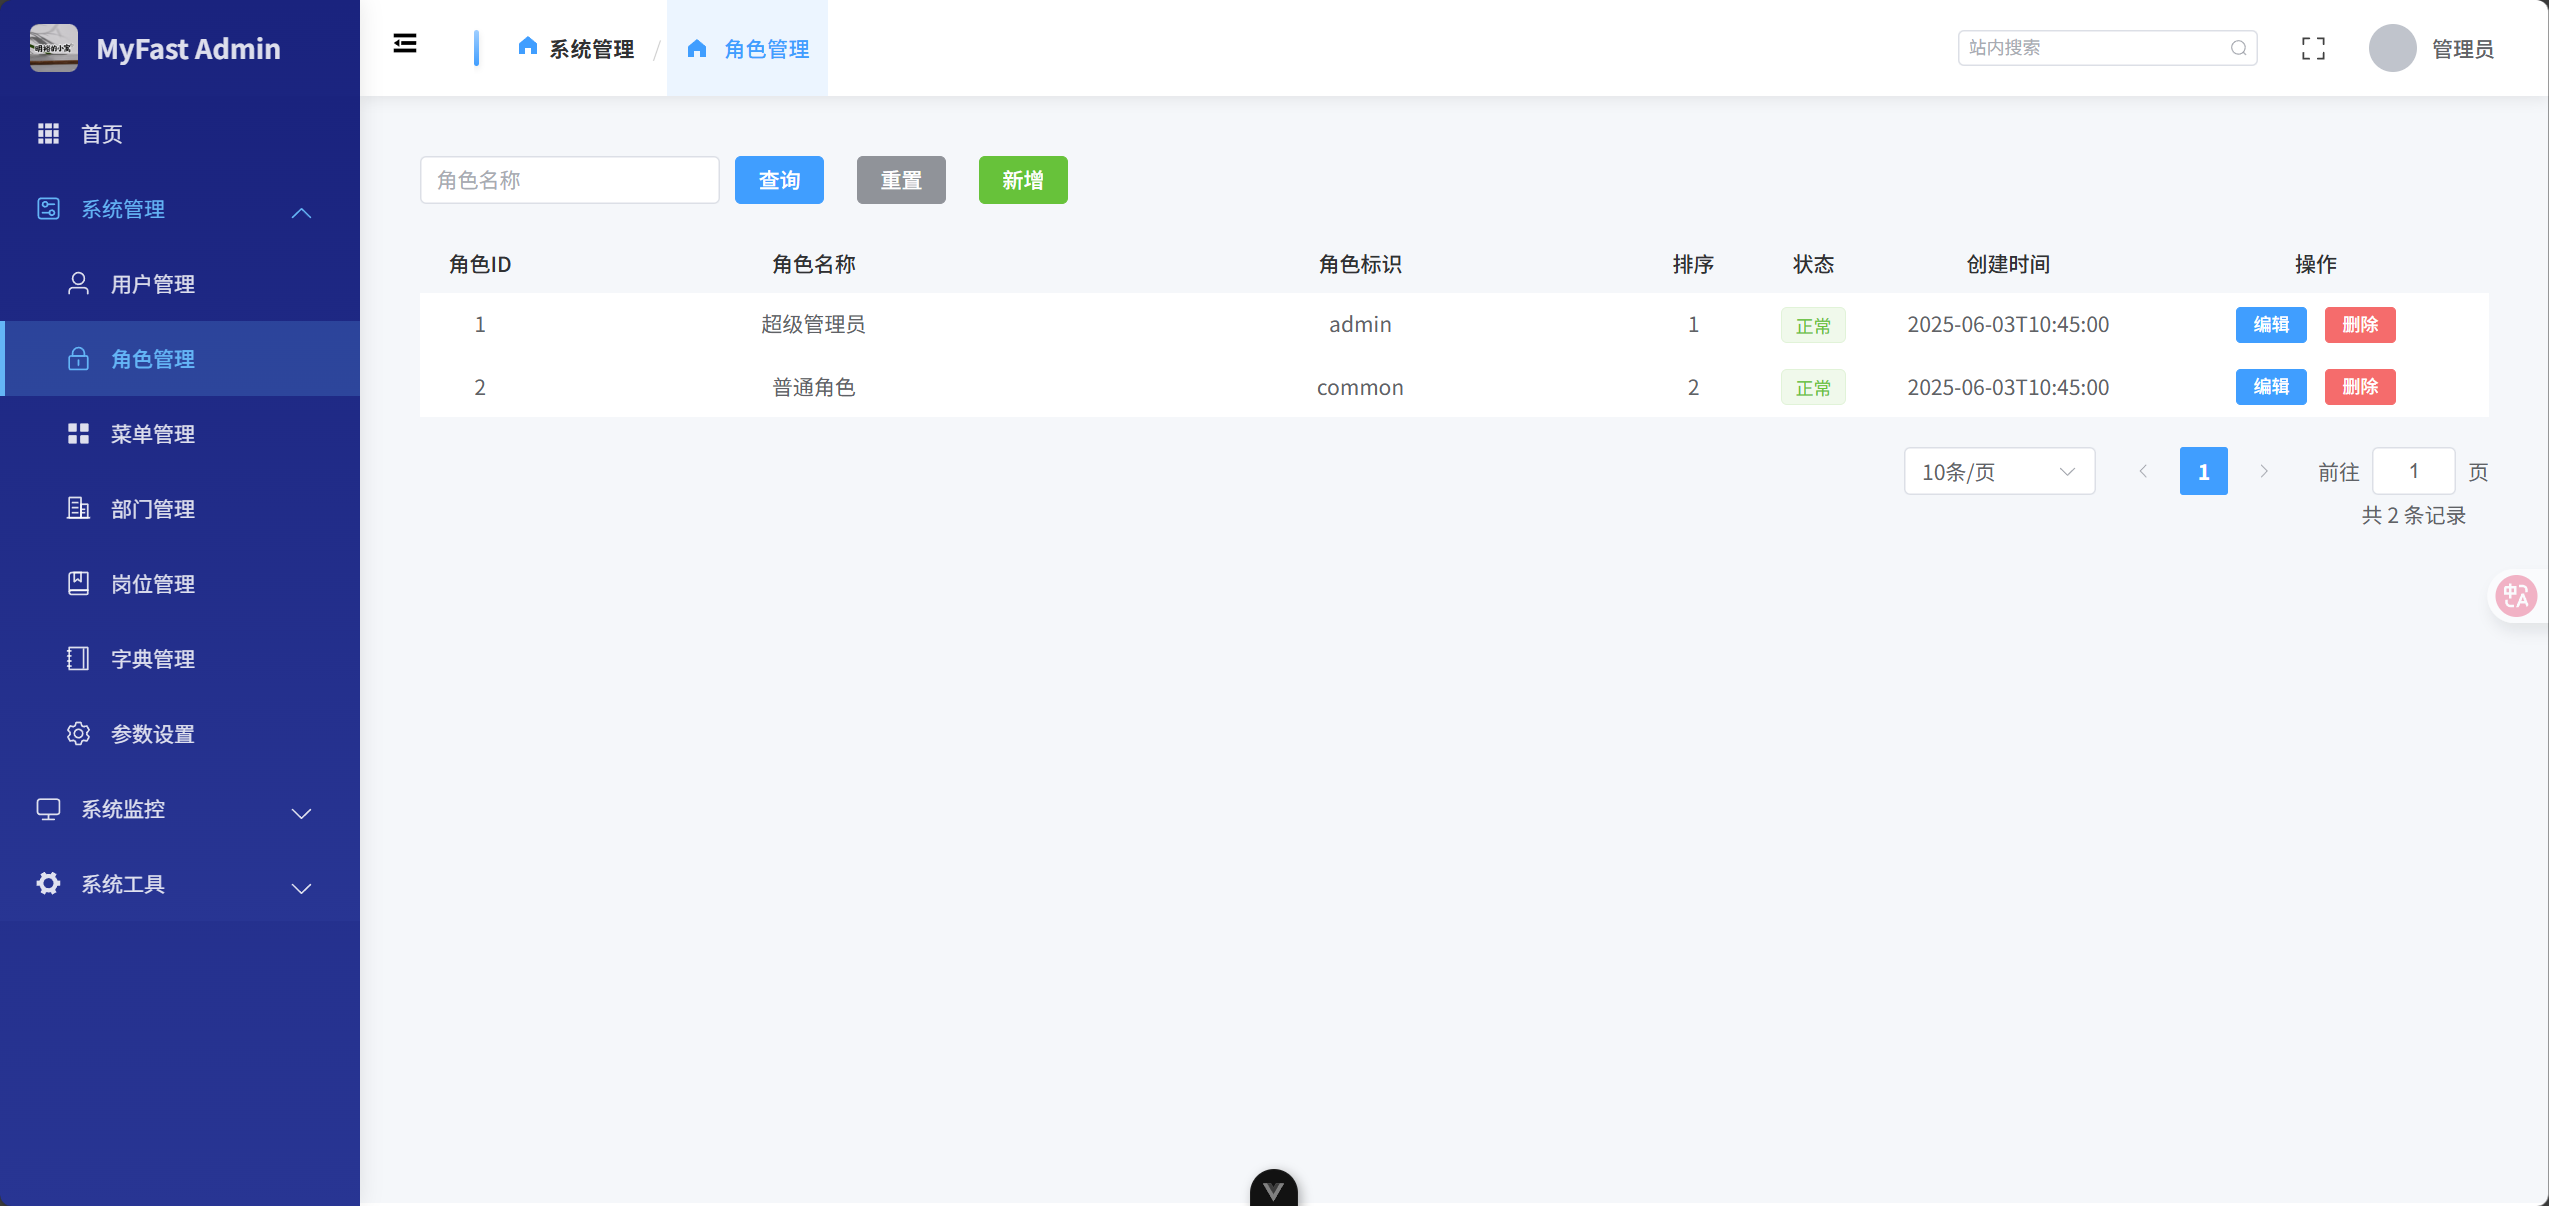 明裕的小寓
MyFast Admin
首页
系统管理
用户管理
角色管理
菜单管理
部门管理
岗位管理
字典管理
参数设置
系统监控
系统工具
系统管理 / 角色管理
站内搜索
管理员
角色名称 查询 重置 新增
角色ID 角色名称 角色标识 排序 状态 创建时间 操作
1 超级管理员 admin 1 正常 2025-06-03T10:45:00 编辑 删除
2 普通角色 common 2 正常 2025-06-03T10:45:00 编辑 删除
10条/页 1 前往 1 页
共 2 条记录
中A